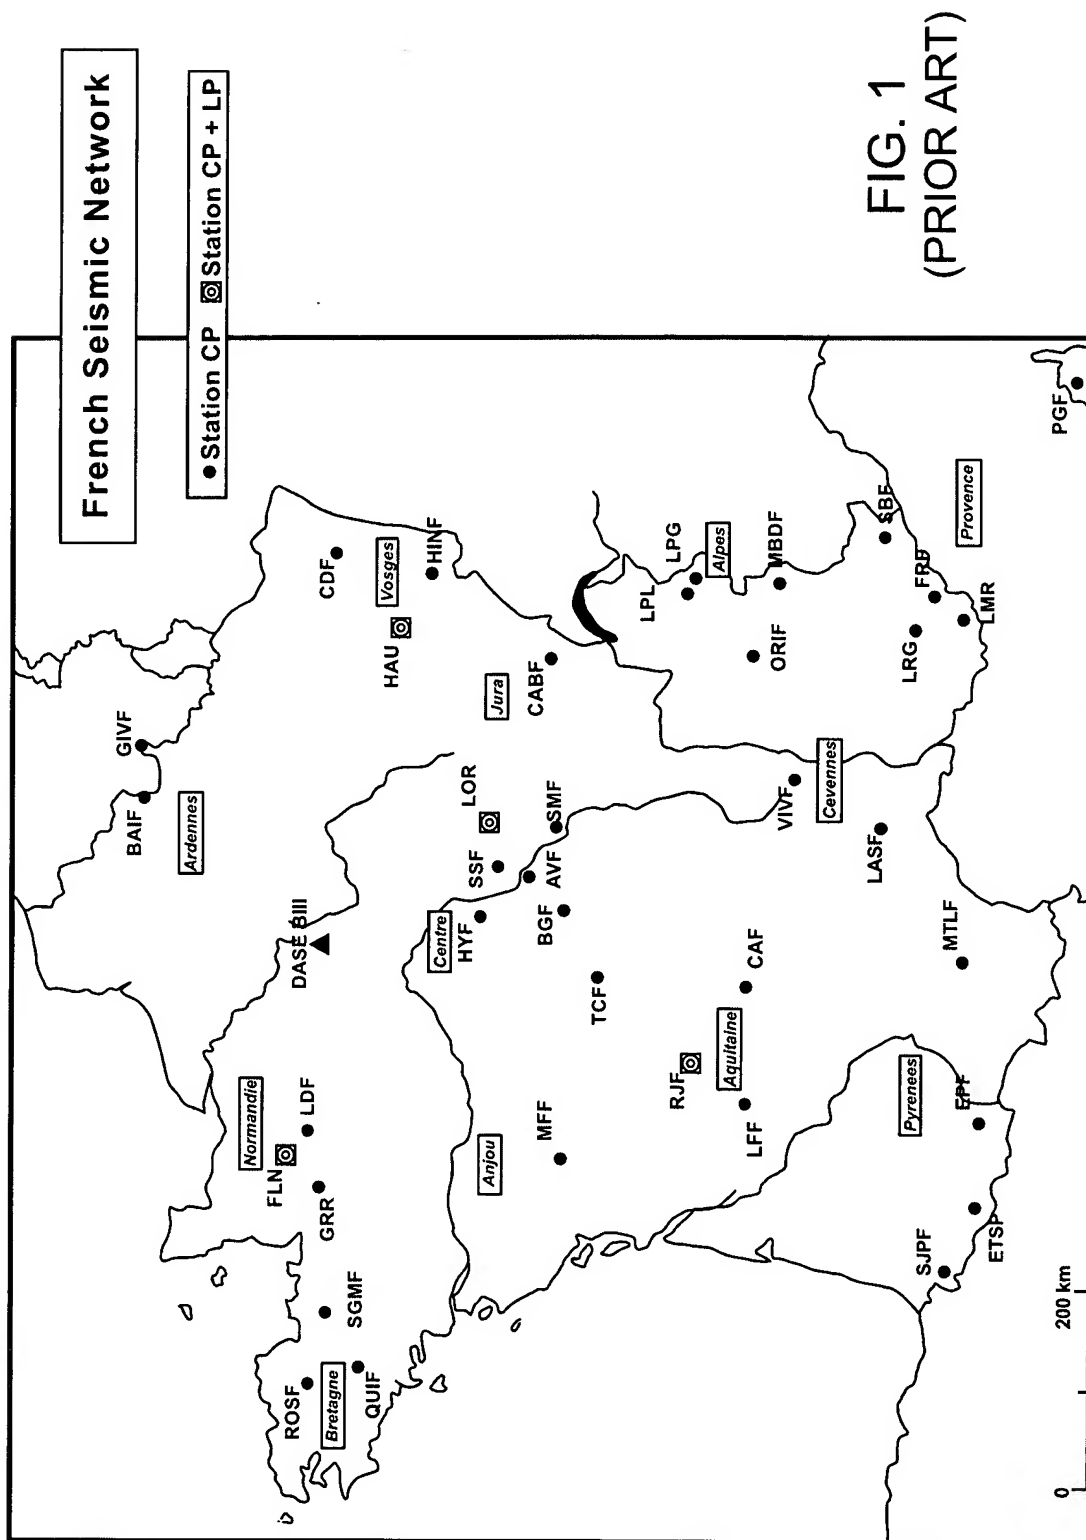 French Seismic Network
Station CP
Station CP + LP
FIG. 1
(PRIOR ART)
GIVF
BAIF
Ardennes
CDF
Vosges
HINF
HAU
DASE BIII
Normandie
FLN
LDF
GRR
SGMF
ROSF
Bretagne
QUIF
Jura
CABF
LOR
SSF
SMF
AVF
Centre
HYF
BGF
TCF
Anjou
MFF
LPG
LPL
Alpes
MBDF
ORIF
RJF
Aquitaine
CAF
LFF
VIVF
Cevennes
LASF
SBF
FRF
LRG
LMR
Provence
PGF
MTLF
Pyrenees
EPF
ETSP
SJPF
0
200 km